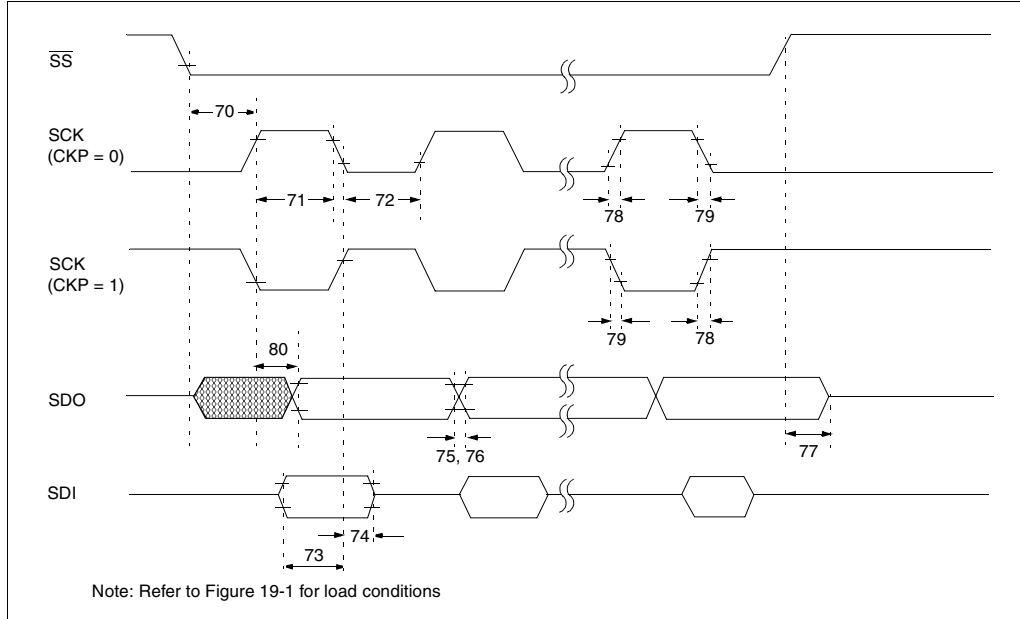 SS
70
SCK
(CKP = 0)
71
72
78
79
SCK
(CKP = 1)
79
78
80
SDO
75, 76
77
SDI
74
73
Note: Refer to Figure 19-1 for load conditions